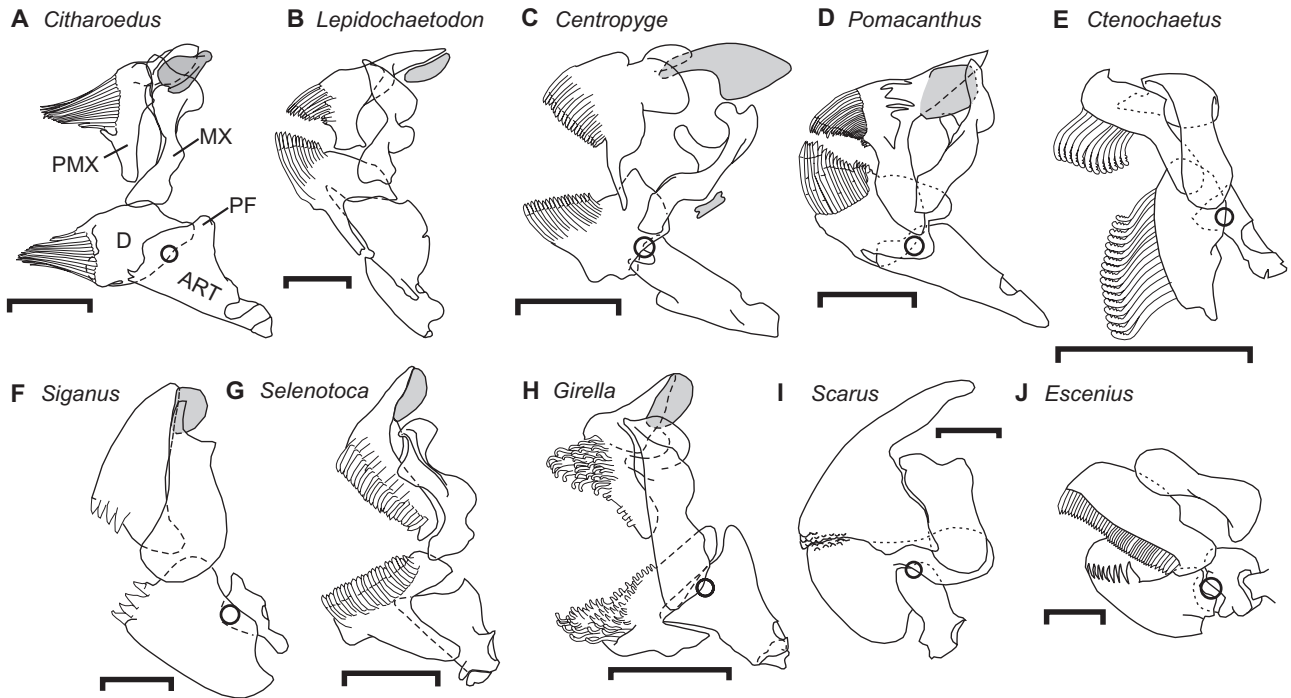 A Citharoedus
B Lepidochaetodon
C Centropyge
D Pomacanthus
E Ctenochaetus
PMX
MX
PF
D
ART
F Siganus
G Selenotoca
H Girella
I Scarus
J Escenius